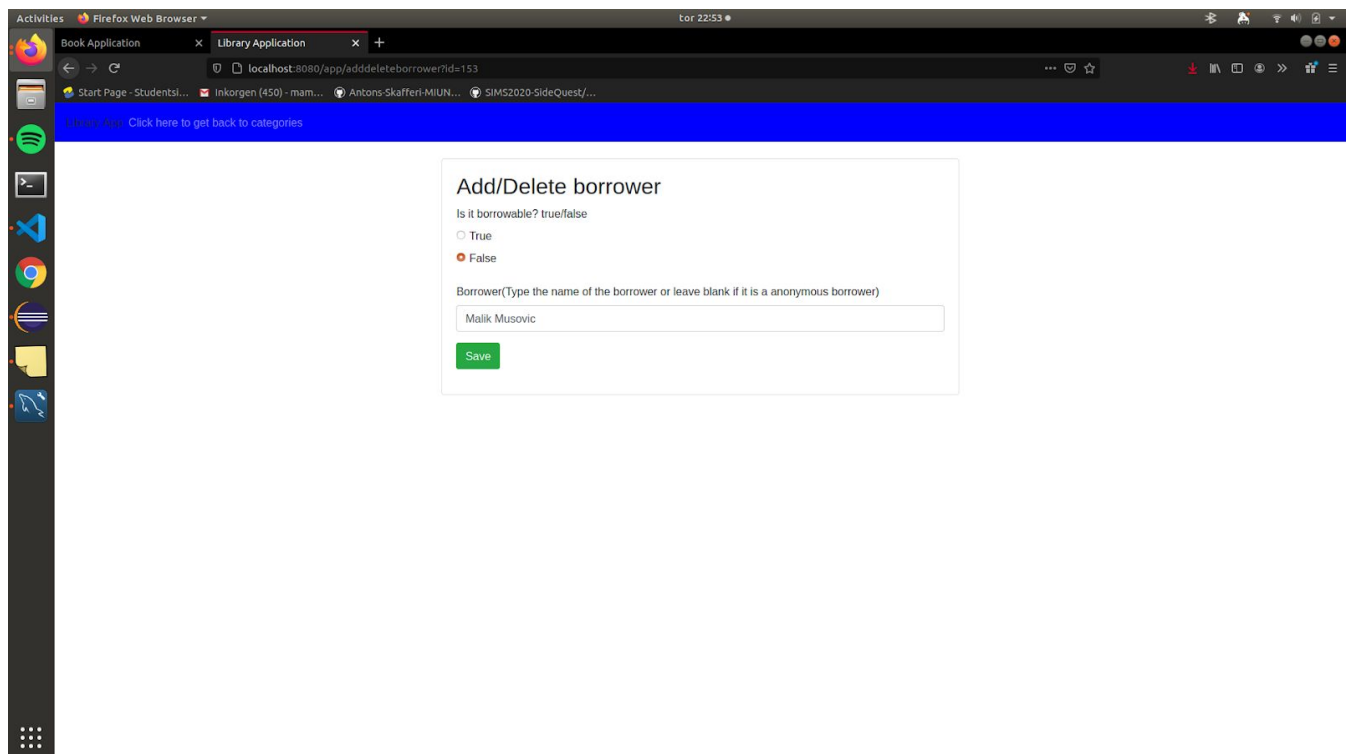 Activities Firefox Web Browser tor 22:53
Book Application Library Application
localhost:8080/app/adddeleteborrower?id=153
Start Page - Studentsi... Inkorgen (450) - mam... Antons-Skafferi-MIUN... SIMS2020-SideQuest/...
Library App Click here to get back to categories
Add/Delete borrower
Is it borrowable? true/false
True
False
Borrower(Type the name of the borrower or leave blank if it is a anonymous borrower)
Malik Musovic
Save